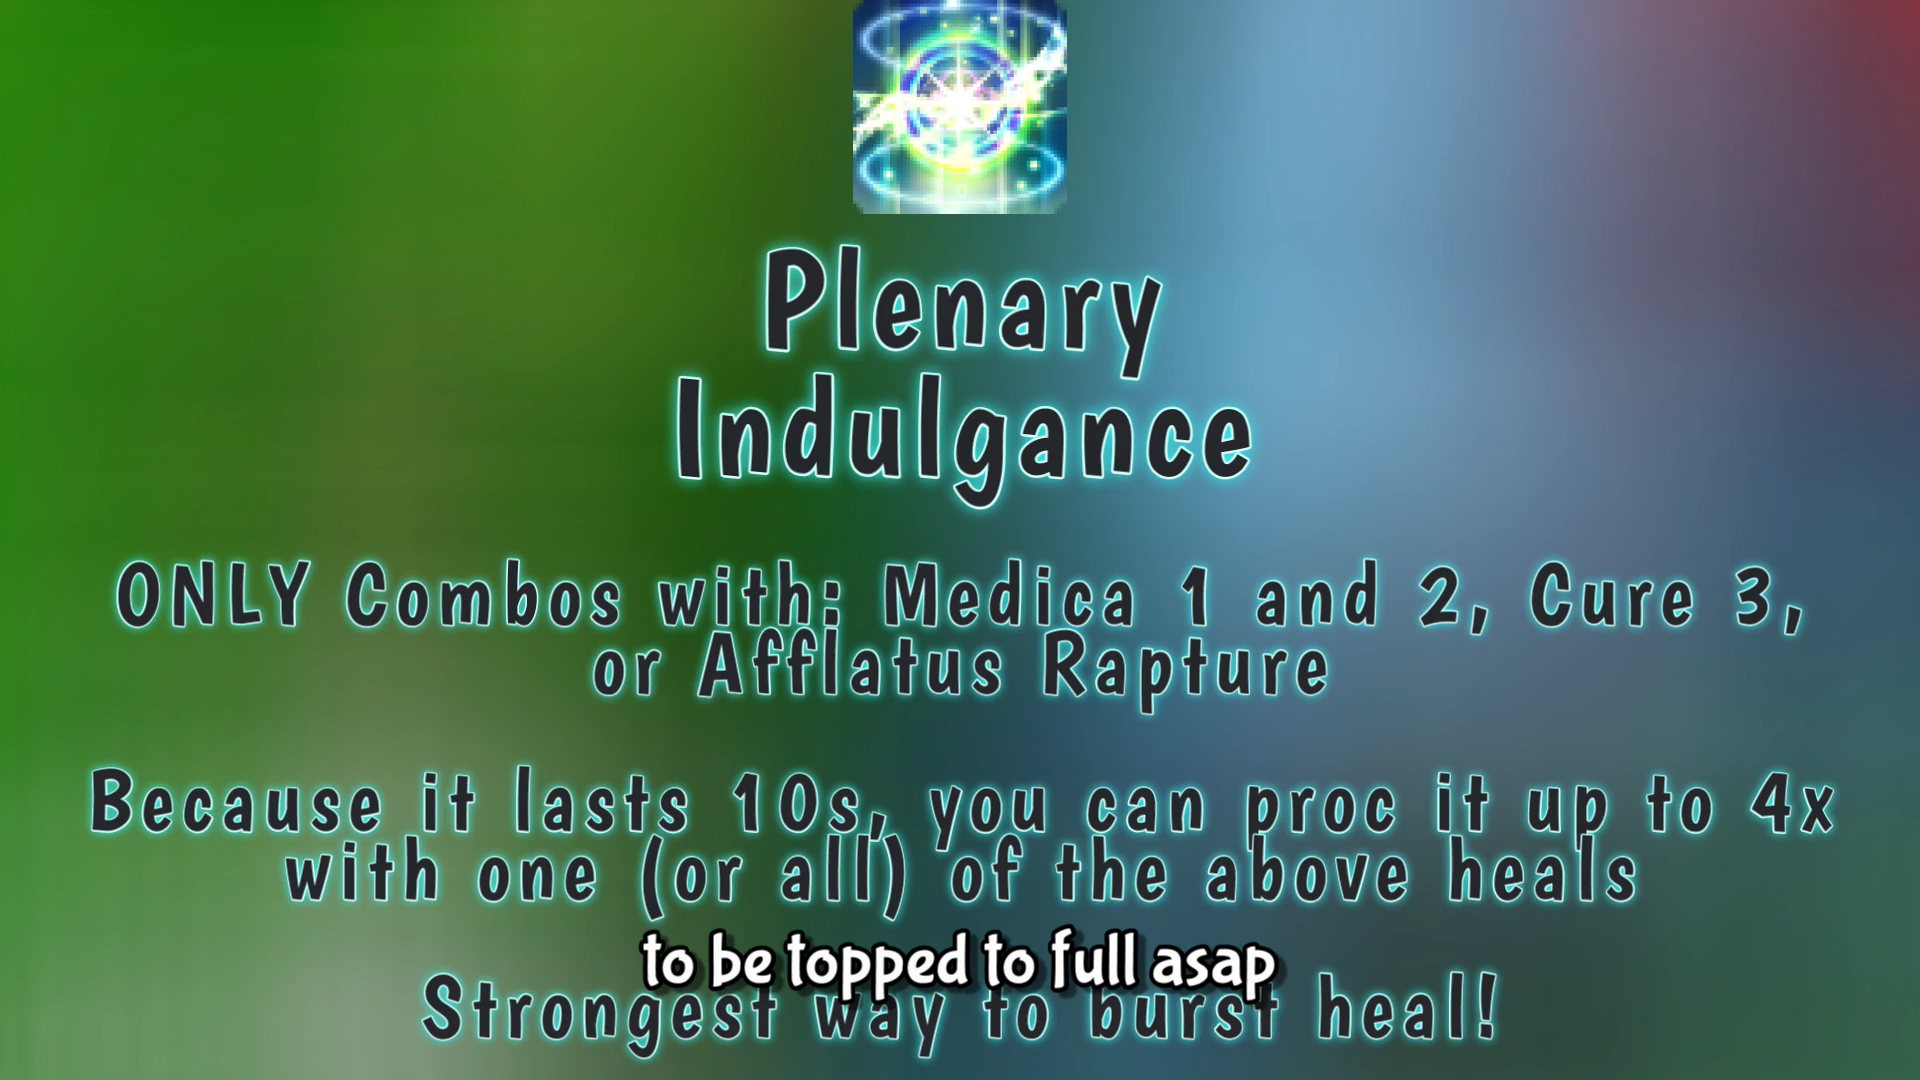 Plenary
Indulgance
ONLY Combos with: Medica 1 and 2, Cure 3,
or Afflatus Rapture
Because it lasts 10s, you can proc it up to 4x
with one (or all) of the above heals
to be topped to full asap
Strongest way to burst heal!